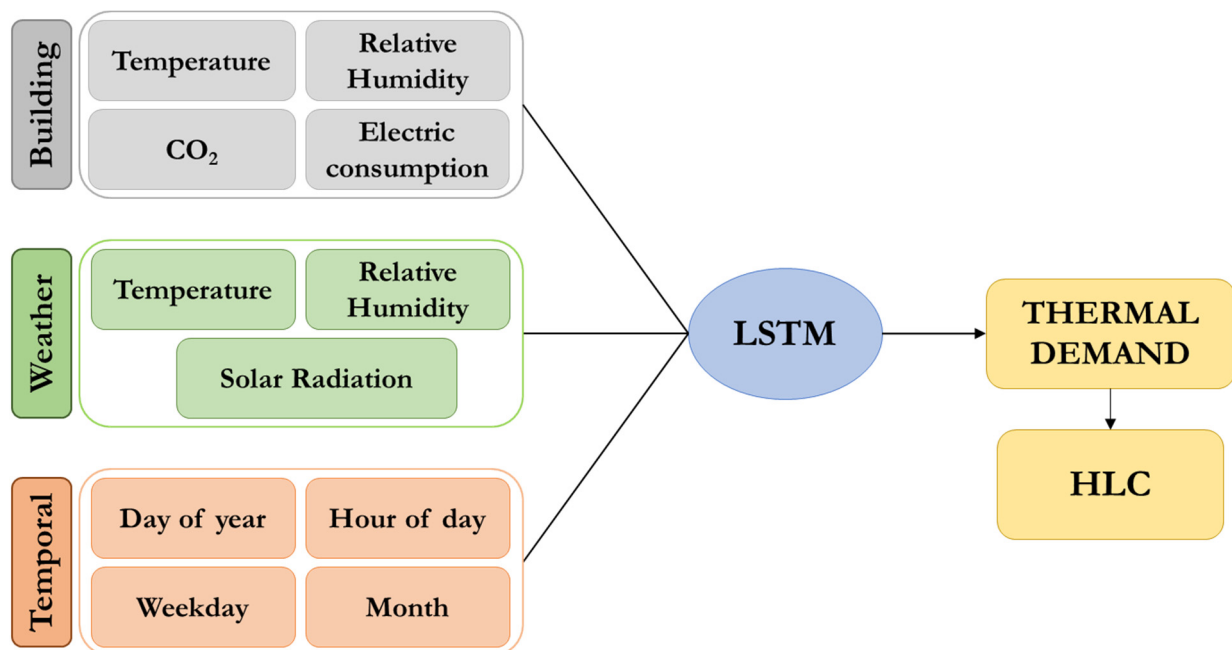 Building
Temperature
Relative
Humidity
CO₂
Electric
consumption
Weather
Temperature
Relative
Humidity
Solar Radiation
Temporal
Day of year
Hour of day
Weekday
Month
LSTM
THERMAL
DEMAND
HLC